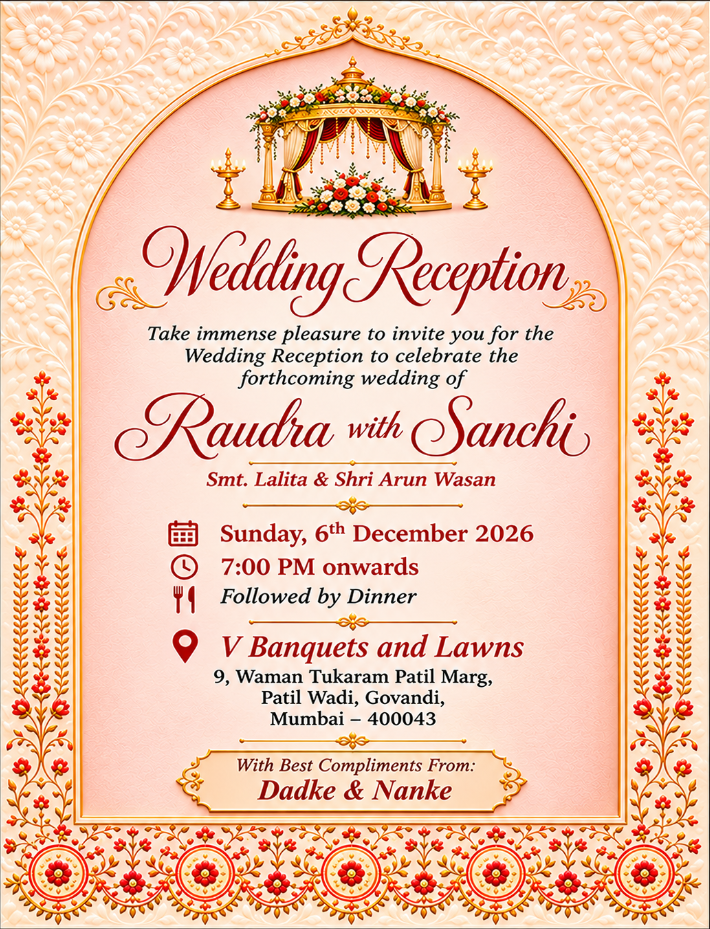 Wedding Reception
Take immense pleasure to invite you for the
Wedding Reception to celebrate the
forthcoming wedding of
Raudra with Sanchi
Smt. Lalita & Shri Arun Wasan
Sunday, 6th December 2026
7:00 PM onwards
Followed by Dinner
V Banquets and Lawns
9, Waman Tukaram Patil Marg,
Patil Wadi, Govandi,
Mumbai – 400043
With Best Compliments From:
Dadke & Nanke